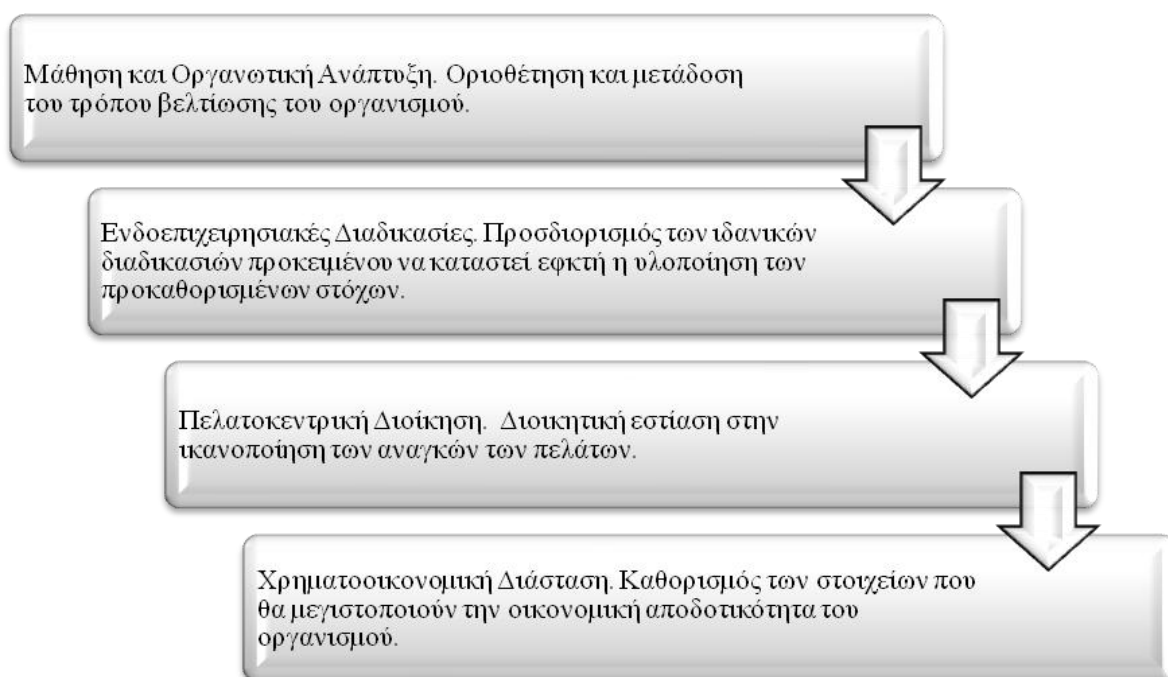 Μάθηση και Οργανωτική Ανάπτυξη. Οριοθέτηση και μετάδοση
του τρόπου βελτίωσης του οργανισμού.
Ενδοεπιχειρησιακές Διαδικασίες. Προσδιορισμός των ιδανικών
διαδικασιών προκειμένου να καταστεί εφκτή η υλοποίηση των
προκαθορισμένων στόχων.
Πελατοκεντρική Διοίκηση. Διοικητική εστίαση στην
ικανοποίηση των αναγκών των πελάτων.
Χρηματοοικονομική Διάσταση. Καθορισμός των στοιχείων που
θα μεγιστοποιούν την οικονομική αποδοτικότητα του
οργανισμού.